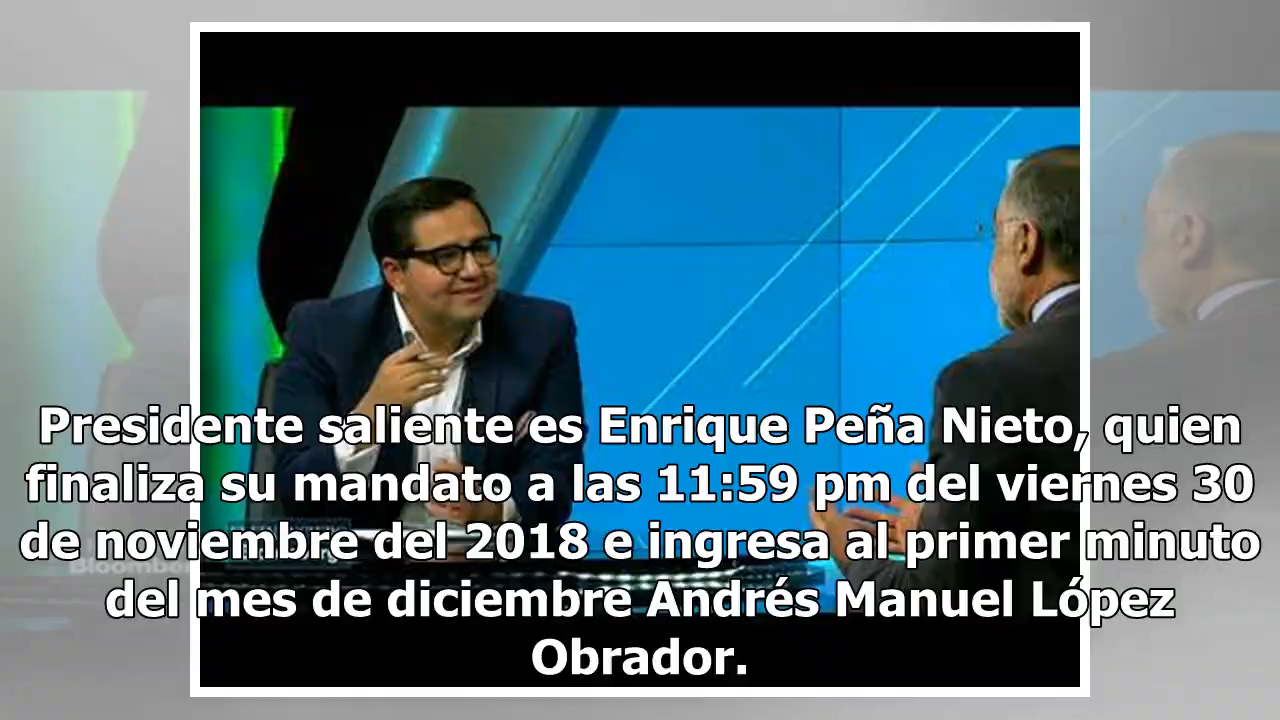 Presidente saliente es Enrique Peña Nieto, quien
finaliza su mandato a las 11:59 pm del viernes 30
de noviembre del 2018 e ingresa al primer minuto
del mes de diciembre Andrés Manuel López
Obrador.